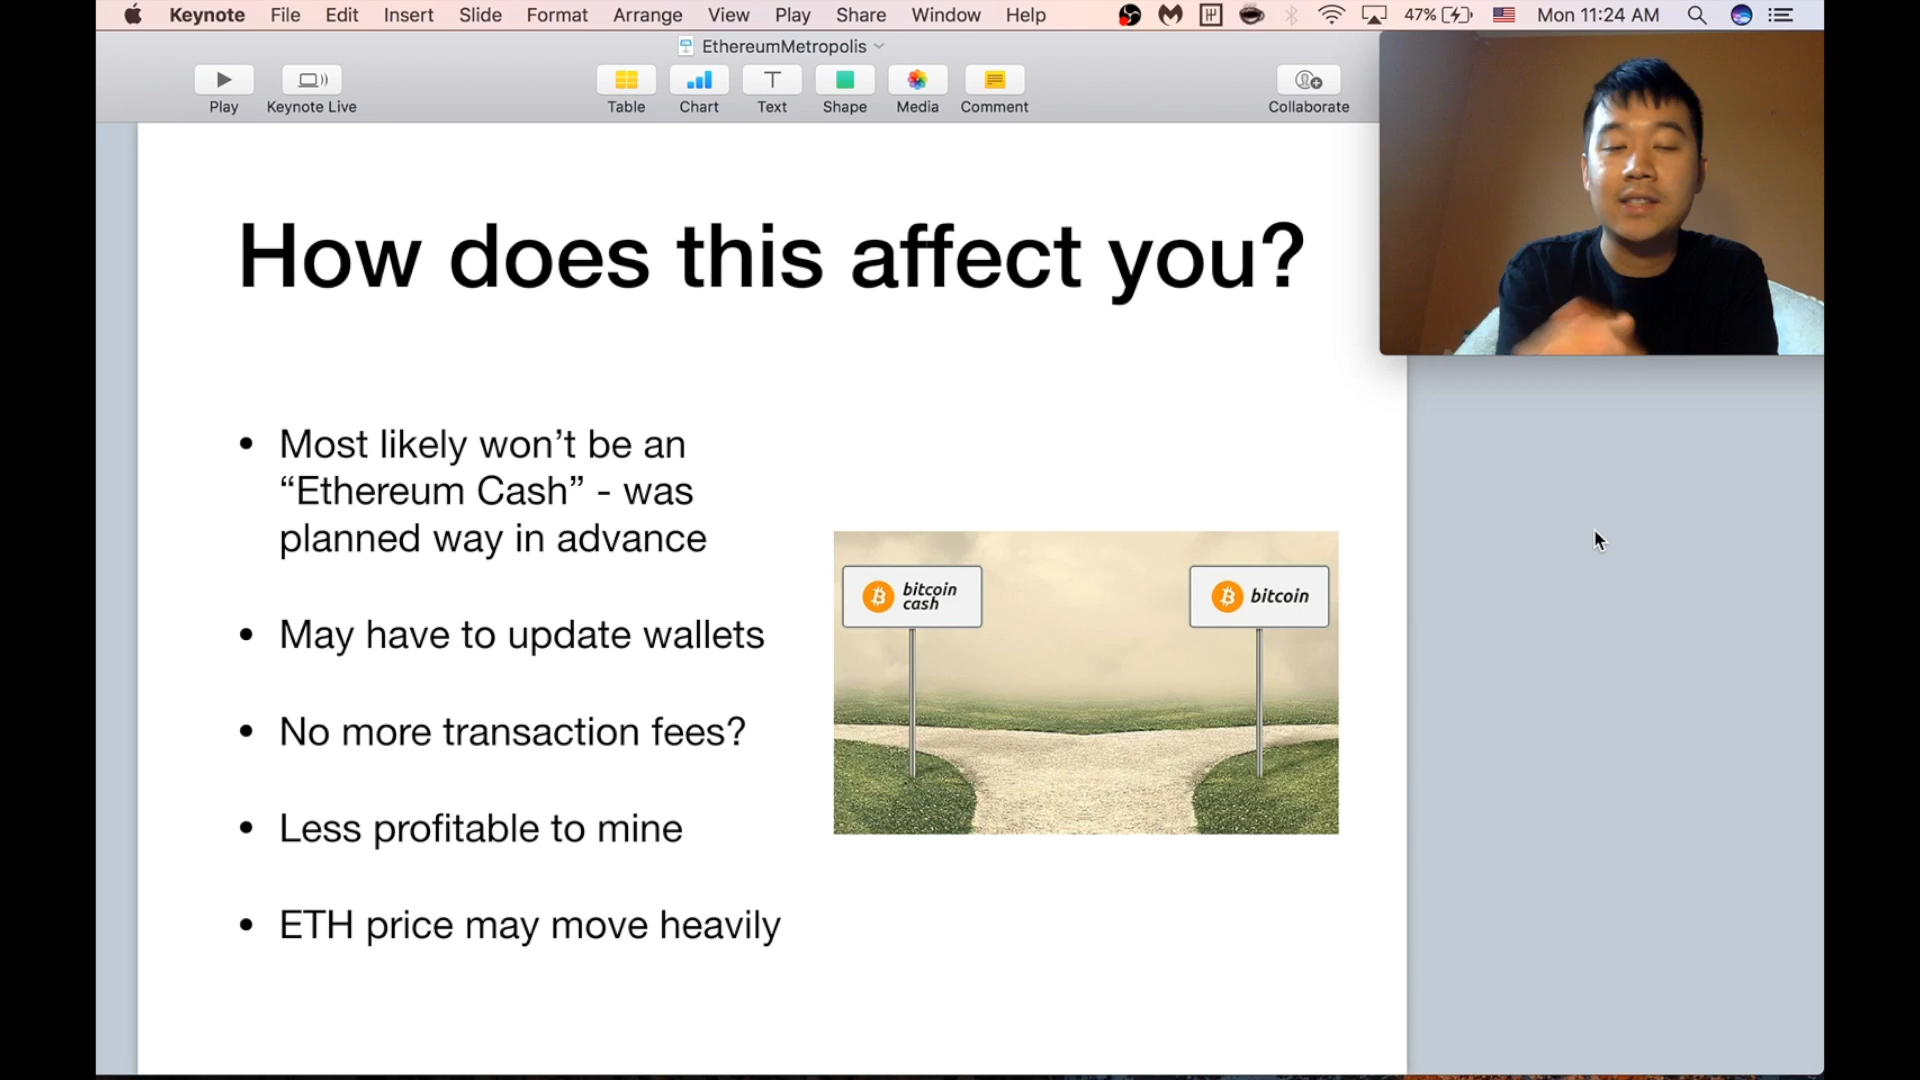 Keynote File Edit Insert Slide Format Arrange View Play Share Window Help 47% Mon 11:24 AM
EthereumMetropolis
Play Keynote Live Table Chart Text Shape Media Comment Collaborate
How does this affect you?
• Most likely won’t be an
“Ethereum Cash” - was
planned way in advance
• May have to update wallets
• No more transaction fees?
• Less profitable to mine
• ETH price may move heavily
bitcoin
cash
bitcoin